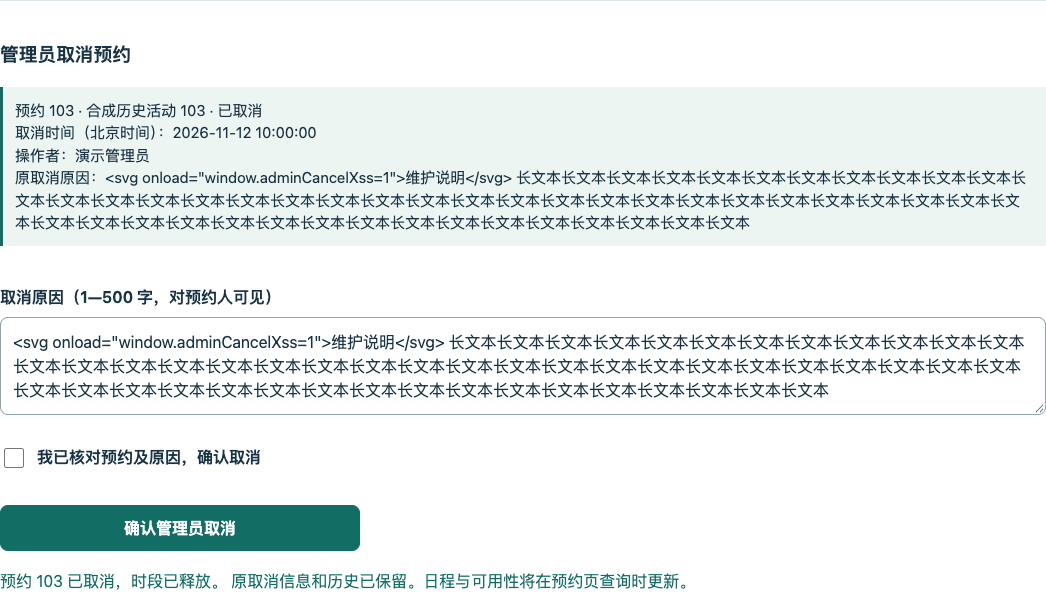 管理员取消预约
预约 103 · 合成历史活动 103 · 已取消
取消时间（北京时间）：2026-11-12 10:00:00
操作者：演示管理员
原取消原因：<svg onload="window.adminCancelXss=1">维护说明</svg> 长文本长文本长文本长文本长文本长文本长文本长文本长文本长文本长文本长
文本长文本长文本长文本长文本长文本长文本长文本长文本长文本长文本长文本长文本长文本长文本长文本长文本长文本长文本长文本长文本长文本长文
本长文本长文本长文本长文本长文本长文本长文本长文本长文本长文本长文本长文本长文本长文本长文本长文本
取消原因（1—500 字，对预约人可见）
<svg onload="window.adminCancelXss=1">维护说明</svg> 长文本长文本长文本长文本长文本长文本长文本长文本长文本长文本长文本长文本
长文本长文本长文本长文本长文本长文本长文本长文本长文本长文本长文本长文本长文本长文本长文本长文本长文本长文本长文本长文本长文本
长文本长文本长文本长文本长文本长文本长文本长文本长文本长文本长文本长文本长文本长文本长文本长文本长文本
我已核对预约及原因，确认取消
确认管理员取消
预约 103 已取消，时段已释放。 原取消信息和历史已保留。日程与可用性将在预约页查询时更新。